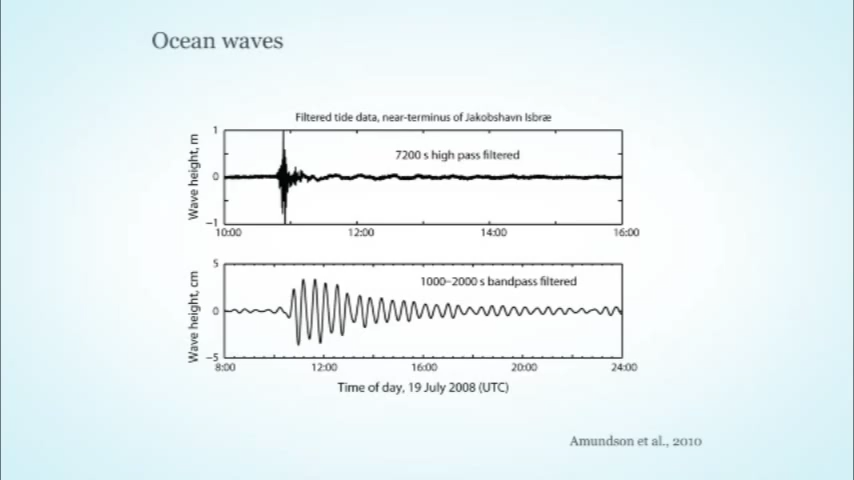 Ocean waves
Filtered tide data, near-terminus of Jakobshavn Isbræ
7200 s high pass filtered
Wave height, m
1
0
−1
10:00 12:00 14:00 16:00
1000–2000 s bandpass filtered
Wave height, cm
5
0
−5
8:00 12:00 16:00 20:00 24:00
Time of day, 19 July 2008 (UTC)
Amundson et al., 2010